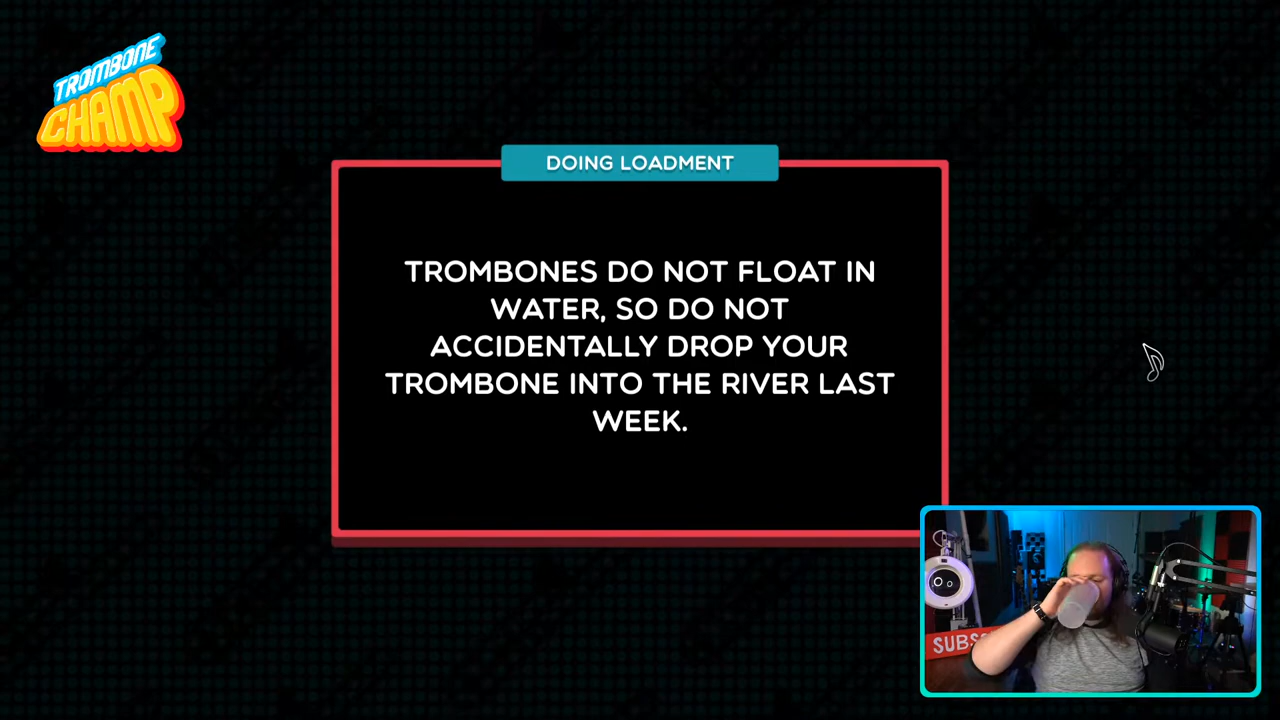 TROMBONE
CHAMP
DOING LOADMENT
TROMBONES DO NOT FLOAT IN
WATER, SO DO NOT
ACCIDENTALLY DROP YOUR
TROMBONE INTO THE RIVER LAST
WEEK.
SUBS